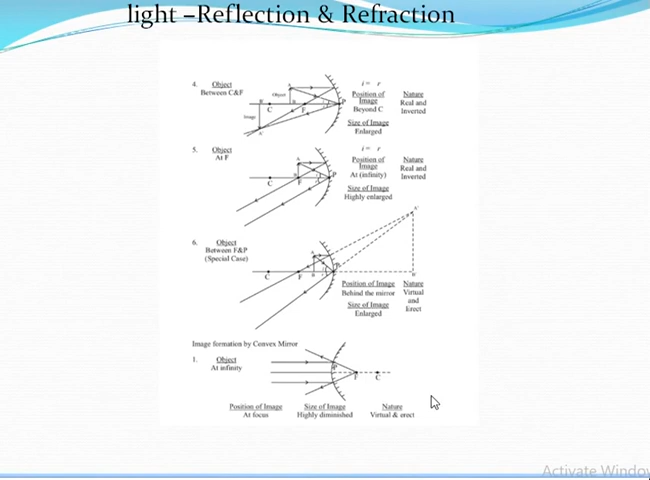 light –Reflection & Refraction
4. Object
Between C&F
Object
A
B'
C
B
F
P
Image
A'
i = r
Position of
Image
Beyond C
Size of Image
Enlarged
Nature
Real and
Inverted
5. Object
At F
A
C
B
F
P
i = r
Position of
Image
At (infinity)
Size of Image
Highly enlarged
Nature
Real and
Inverted
6. Object
Between F&P
(Special Case)
A'
A
C
F
B
P
B'
Position of Image
Behind the mirror
Size of Image
Enlarged
Nature
Virtual
and
Erect
Image formation by Convex Mirror
1. Object
At infinity
P
F
C
Position of Image
At focus
Size of Image
Highly diminished
Nature
Virtual & erect
Activate Window